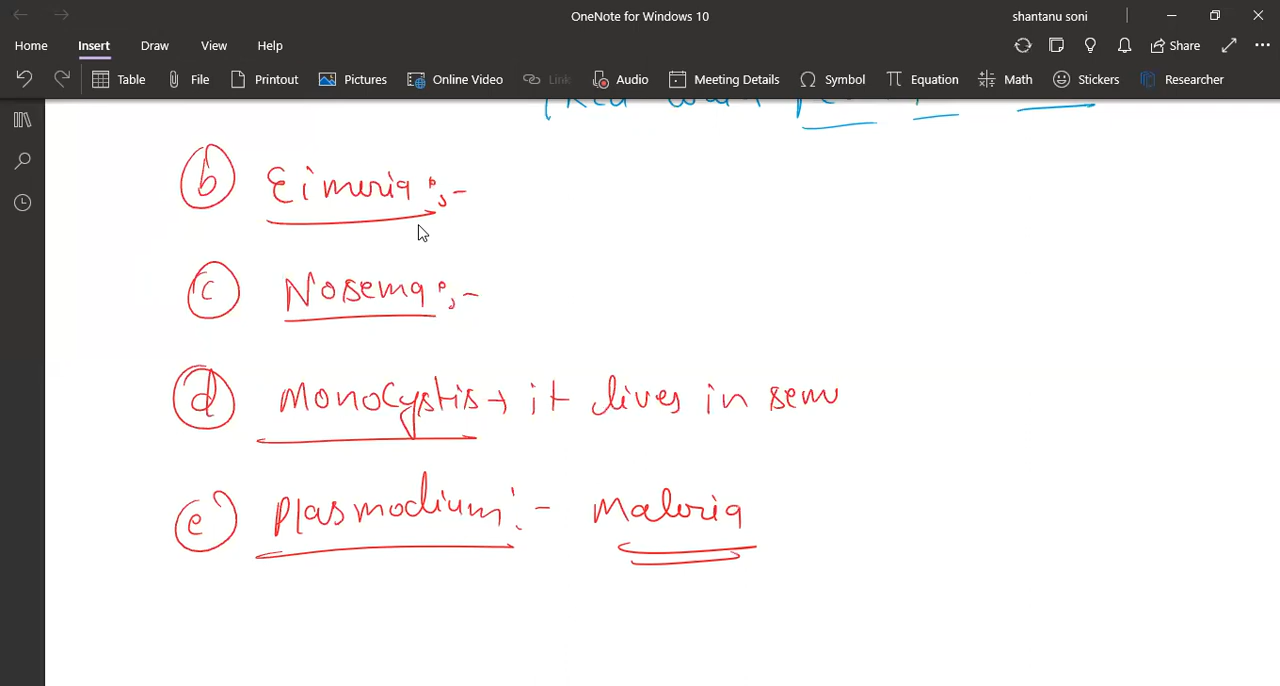 OneNote for Windows 10
shantanu soni
Home Insert Draw View Help
Share
Table File Printout Pictures Online Video Link Audio Meeting Details Symbol Equation Math Stickers Researcher
b Eimeria :-
c Nosema :-
d Monocystis → it lives in sem
e Plasmodium :- Malaria